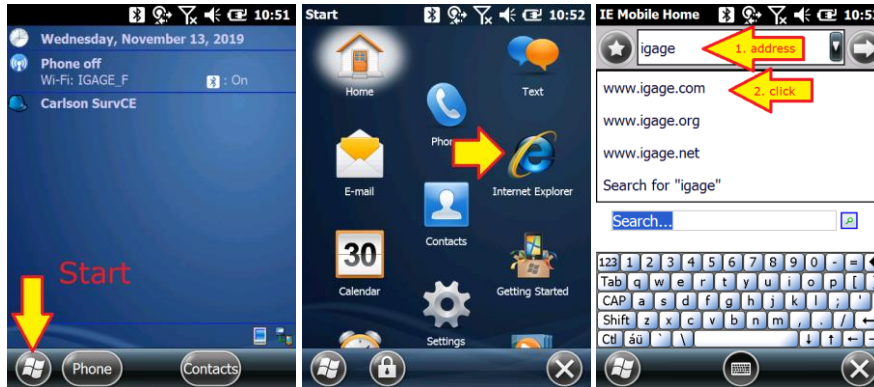 10:51
Wednesday, November 13, 2019
Phone off
Wi-Fi: IGAGE_F : On
Carlson SurvCE
Start
Phone Contacts
Start 10:52
Home
Text
Phon
E-mail
Internet Explorer
Contacts
30
Calendar
Getting Started
Settings
IE Mobile Home 10:53
igage 1. address
www.igage.com 2. click
www.igage.org
www.igage.net
Search for "igage"
Search...
123 1 2 3 4 5 6 7 8 9 0 - =
Tab q w e r t y u i o p [ ]
CAP a s d f g h j k l ; '
Shift z x c v b n m , . /
Ctl áü ` \